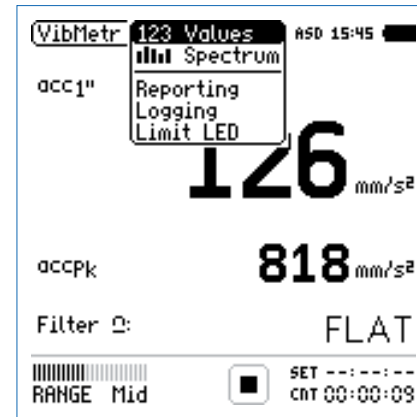 VibMetr 123 Values ASD 15:45
Spectrum
acc1"
Reporting
Logging
Limit LED
126 mm/s²
accPk 818 mm/s²
Filter Ω: FLAT
RANGE Mid
SET --:--:--
CNT 00:00:09